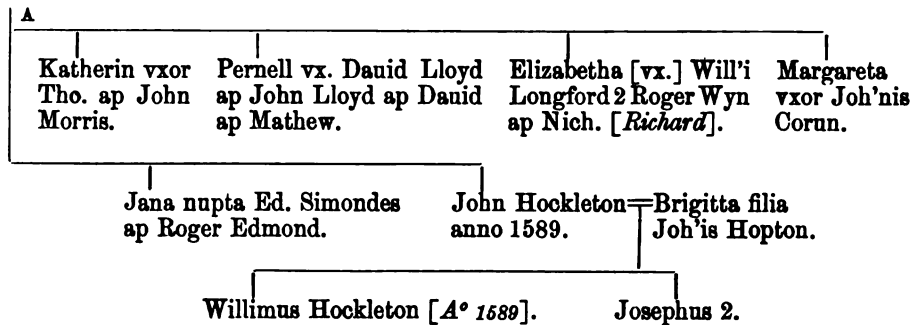 A
Katherin vxor
Tho. ap John
Morris.
Pernell vx. Dauid Lloyd
ap John Lloyd ap Dauid
ap Mathew.
Elizabetha [vx.] Will'i
Longford 2 Roger Wyn
ap Nich. [Richard].
Margareta
vxor Joh'nis
Corun.
Jana nupta Ed. Simondes
ap Roger Edmond.
John Hockleton
anno 1589.
Brigitta filia
Joh'is Hopton.
Willimus Hockleton [Aº 1589].
Josephus 2.